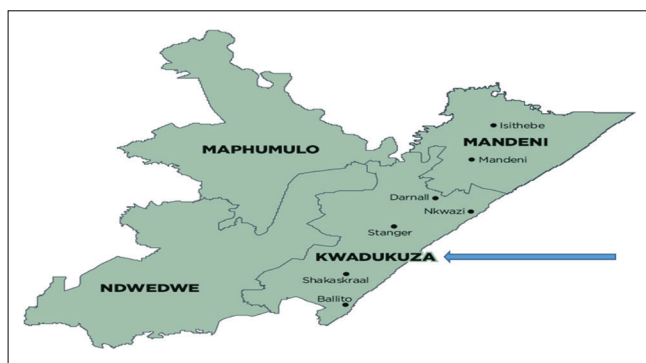 Isithebe
MANDENI
MAPHUMULO
Mandeni
Darnall
Nkwazi
Stanger
KWADUKUZA
Shakaskraal
NDWEDWE
Ballito